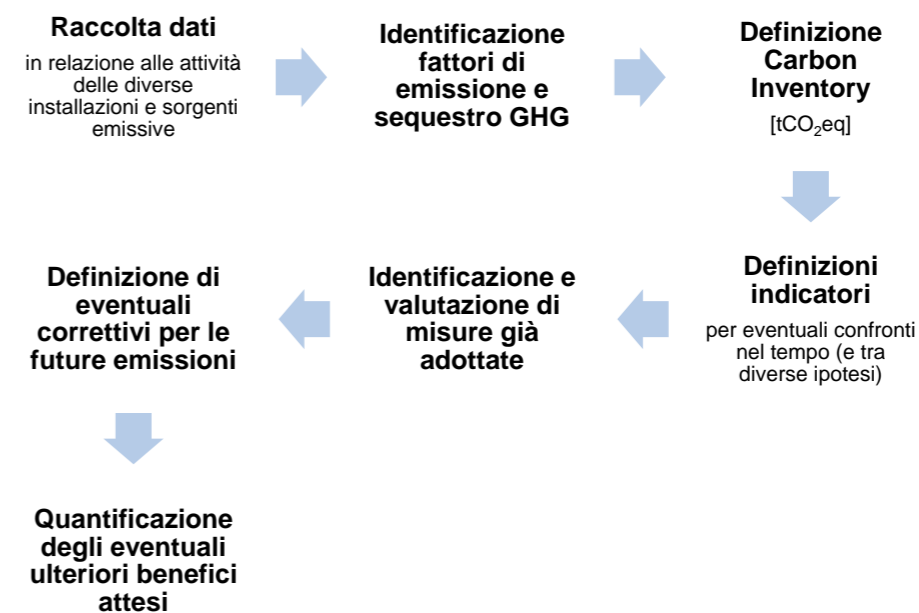 Raccolta dati
in relazione alle attività
delle diverse
installazioni e sorgenti
emissive
Identificazione
fattori di
emissione e
sequestro GHG
Definizione
Carbon
Inventory
[tCO₂eq]
Definizioni
indicatori
per eventuali confronti
nel tempo (e tra
diverse ipotesi)
Identificazione e
valutazione di
misure già
adottate
Definizione di
eventuali
correttivi per le
future emissioni
Quantificazione
degli eventuali
ulteriori benefici
attesi